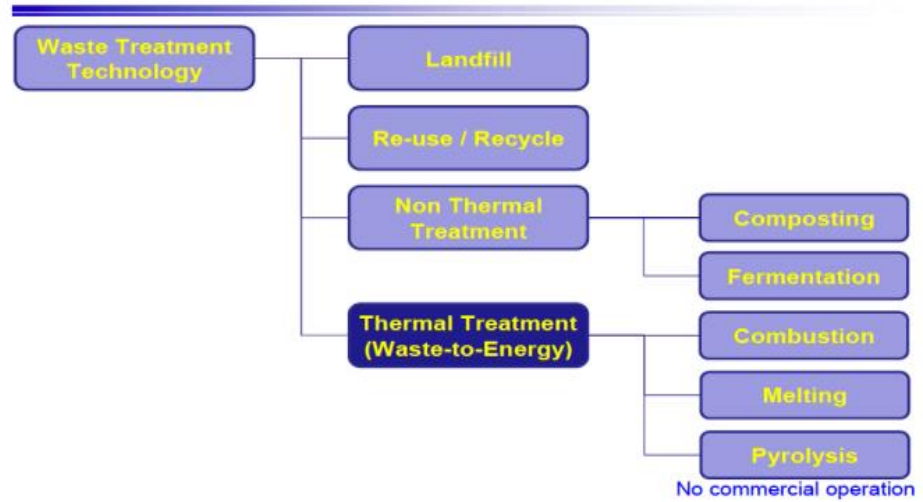 Waste Treatment
Technology
Landfill
Re-use / Recycle
Non Thermal
Treatment
Composting
Fermentation
Thermal Treatment
(Waste-to-Energy)
Combustion
Melting
Pyrolysis
No commercial operation